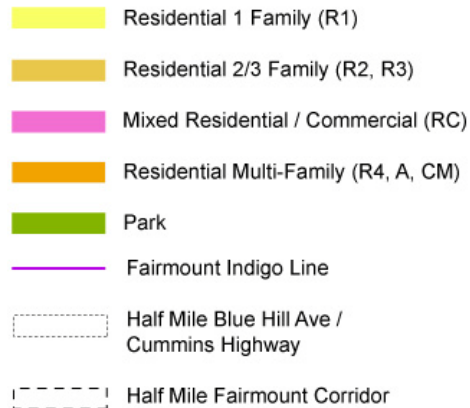 Residential 1 Family (R1)
Residential 2/3 Family (R2, R3)
Mixed Residential / Commercial (RC)
Residential Multi-Family (R4, A, CM)
Park
Fairmount Indigo Line
Half Mile Blue Hill Ave /
Cummins Highway
Half Mile Fairmount Corridor